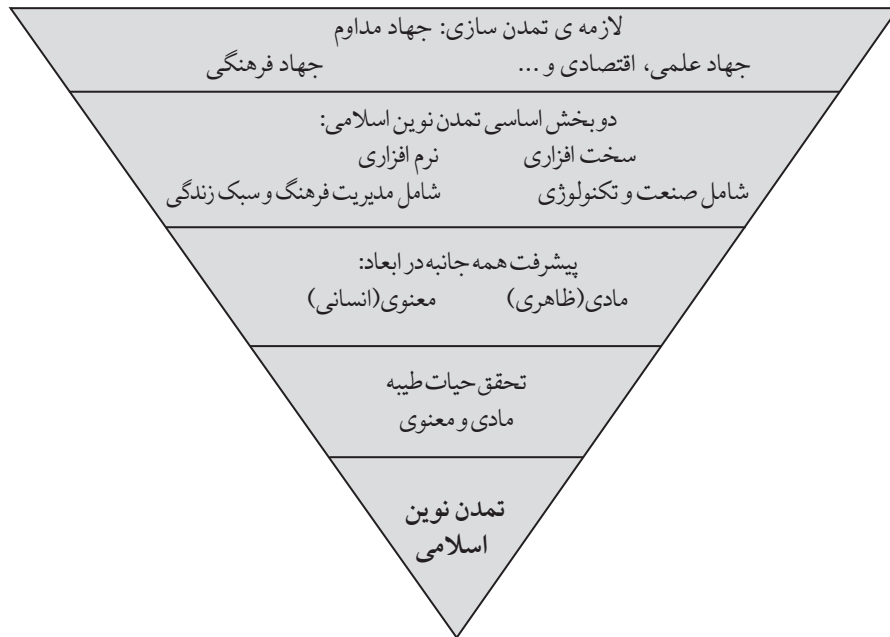 لازمه ی تمدن سازی: جهاد مداوم
جهاد علمی، اقتصادی و ... جهاد فرهنگی
دو بخش اساسی تمدن نوین اسلامی:
سخت افزاری نرم افزاری
شامل صنعت و تکنولوژی شامل مدیریت فرهنگ و سبک زندگی
پیشرفت همه جانبه در ابعاد:
مادی(ظاهری) معنوی(انسانی)
تحقق حیات طیبه
مادی و معنوی
تمدن نوین
اسلامی